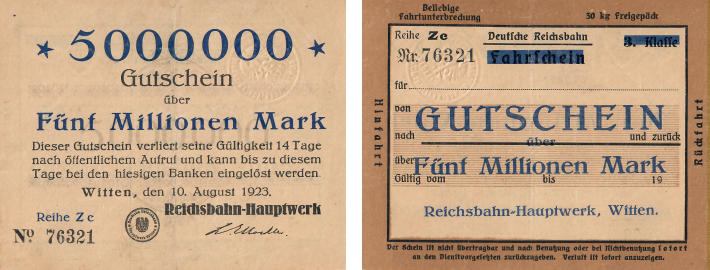 ★ 5000000 ★
Gutschein
über
Fünf Millionen Mark
Dieser Gutschein verliert seine Gültigkeit 14 Tage
nach öffentlichem Aufruf und kann bis zu diesem
Tage bei den hiesigen Banken eingelöst werden.
Witten, den 10. August 1923.
Reihe Zc
Reichsbahn-Hauptwerk
No 76321
Beliebige
Fahrtunterbrechung
50 kg Freigepäck
Reihe Zc
Deutsche Reichsbahn
3. Klasse
Nr. 76321
Fahrschein
für
von
GUTSCHEIN
nach
und zurück
über
über
Fünf Millionen Mark
Gültig vom bis 19
Reichsbahn-Hauptwerk, Witten.
Hinfahrt
Rückfahrt
Der Schein ist nicht übertragbar und nach Benutzung oder bei Nichtbenutzung sofort
an den Dienstvorgesetzten zurückzugeben. Verlust ist sofort anzuzeigen.